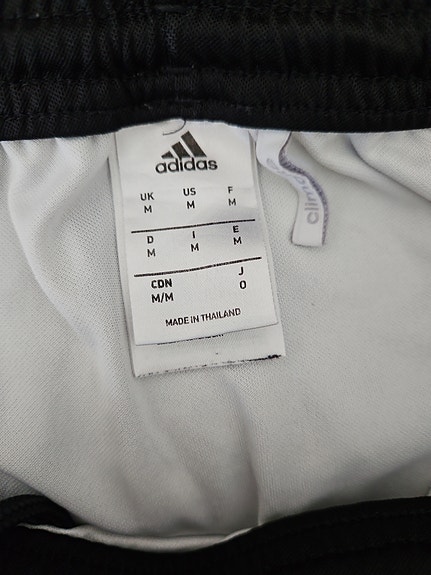 adidas
UK US F
M M M
D I E
M M M
CDN J
M/M O
MADE IN THAILAND